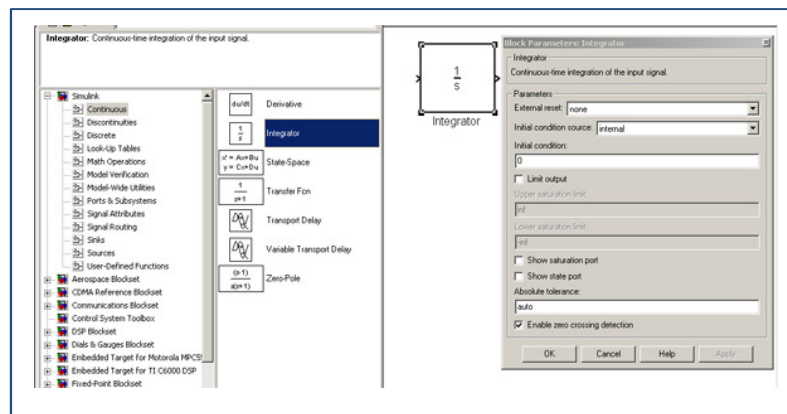 Integrator: Continuous-time integration of the input signal.
Simulink
Continuous
Discontinuities
Discrete
Look-Up Tables
Math Operations
Model Verification
Model-Wide Utilities
Ports & Subsystems
Signal Attributes
Signal Routing
Sinks
Sources
User-Defined Functions
Aerospace Blockset
CDMA Reference Blockset
Communications Blockset
Control System Toolbox
DSP Blockset
Dials & Gauges Blockset
Embedded Target for Motorola MPC5
Embedded Target for TI C6000 DSP
Fixed-Point Blockset
du/dt
Derivative
1
s
Integrator
x' = Ax+Bu
y = Cx+Du
State-Space
1
s+1
Transfer Fcn
Transport Delay
Variable Transport Delay
(s-1)
s(s+1)
Zero-Pole
1
s
Integrator
Block Parameters: Integrator
Integrator
Continuous-time integration of the input signal.
Parameters
External reset: none
Initial condition source: internal
Initial condition:
0
Limit output
Upper saturation limit:
inf
Lower saturation limit:
-inf
Show saturation port
Show state port
Absolute tolerance:
auto
Enable zero crossing detection
OK Cancel Help Apply